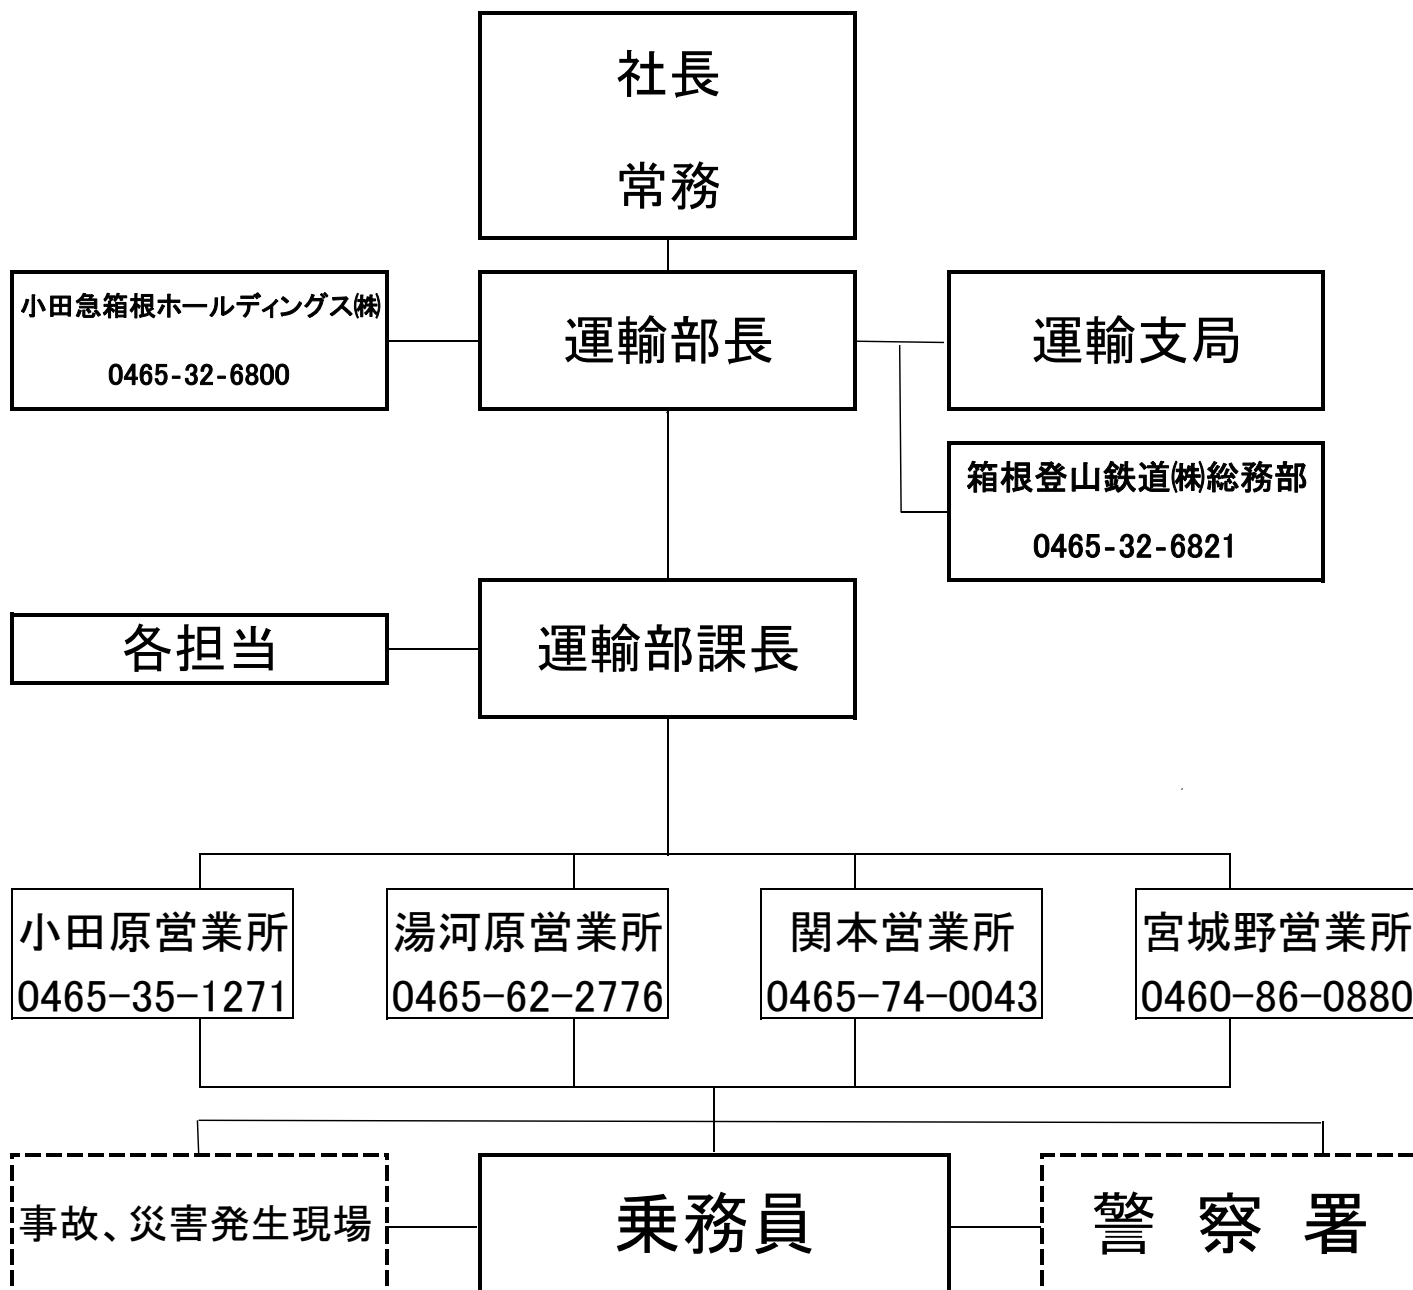 社長
常務
小田急箱根ホールディングス㈱
0465-32-6800
運輸部長
運輸支局
箱根登山鉄道㈱総務部
0465-32-6821
各担当
運輸部課長
小田原営業所
0465−35−1271
湯河原営業所
0465−62−2776
関本営業所
0465−74−0043
宮城野営業所
0460−86−0880
事故、災害発生現場
乗務員
警 察 署